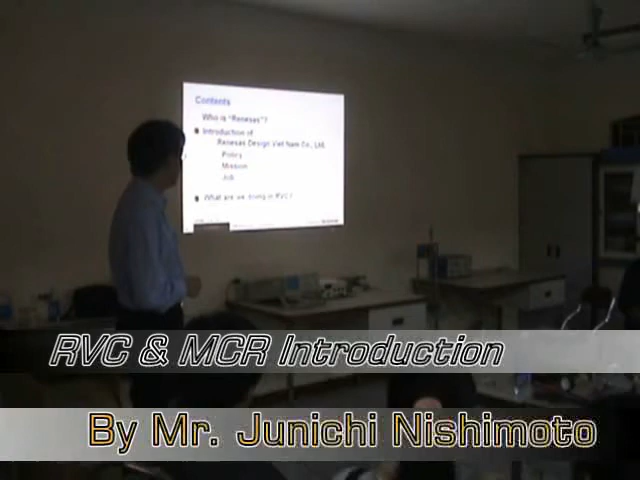 Contents
Who is "Renesas"?
Introduction of
Renesas Design Viet Nam Co., Ltd.
Policy
Mission
Job
What are we doing in RVC?
RVC & MCR Introduction
By Mr. Junichi Nishimoto